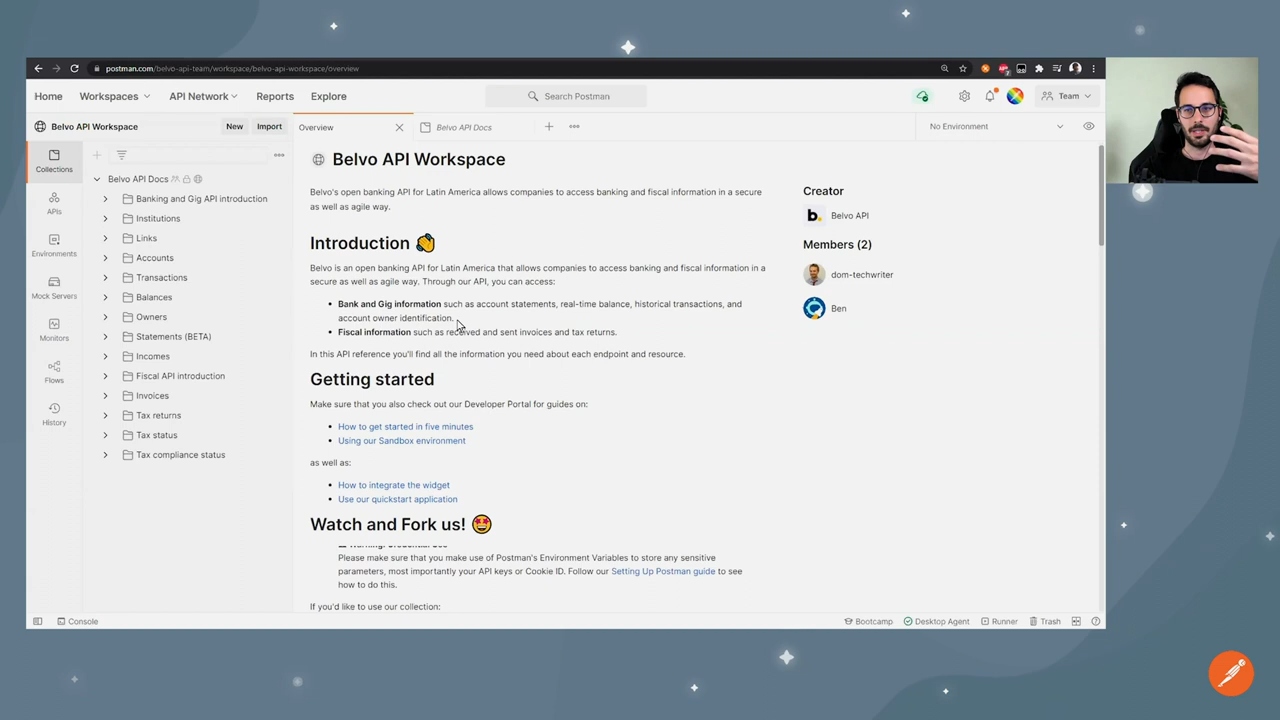 postman.com/belvo-api-team/workspace/belvo-api-workspace/overview
Home
Workspaces
API Network
Reports
Explore
Search Postman
Team
Belvo API Workspace
New
Import
Overview
Belvo API Docs
No Environment
Collections
APIs
Environments
Mock Servers
Monitors
Flows
History
Belvo API Docs
Banking and Gig API introduction
Institutions
Links
Accounts
Transactions
Balances
Owners
Statements (BETA)
Incomes
Fiscal API introduction
Invoices
Tax returns
Tax status
Tax compliance status
Belvo API Workspace
Belvo's open banking API for Latin America allows companies to access banking and fiscal information in a secure
as well as agile way.
Introduction 👋
Belvo is an open banking API for Latin America that allows companies to access banking and fiscal information in a
secure as well as agile way. Through our API, you can access:
Bank and Gig information such as account statements, real-time balance, historical transactions, and
account owner identification.
Fiscal information such as received and sent invoices and tax returns.
In this API reference you'll find all the information you need about each endpoint and resource.
Getting started
Make sure that you also check out our Developer Portal for guides on:
How to get started in five minutes
Using our Sandbox environment
as well as:
How to integrate the widget
Use our quickstart application
Watch and Fork us! 🤩
Please make sure that you make use of Postman's Environment Variables to store any sensitive
parameters, most importantly your API keys or Cookie ID. Follow our Setting Up Postman guide to see
how to do this.
If you'd like to use our collection:
Creator
b. Belvo API
Members (2)
dom-techwriter
Ben
Console
Bootcamp
Desktop Agent
Runner
Trash